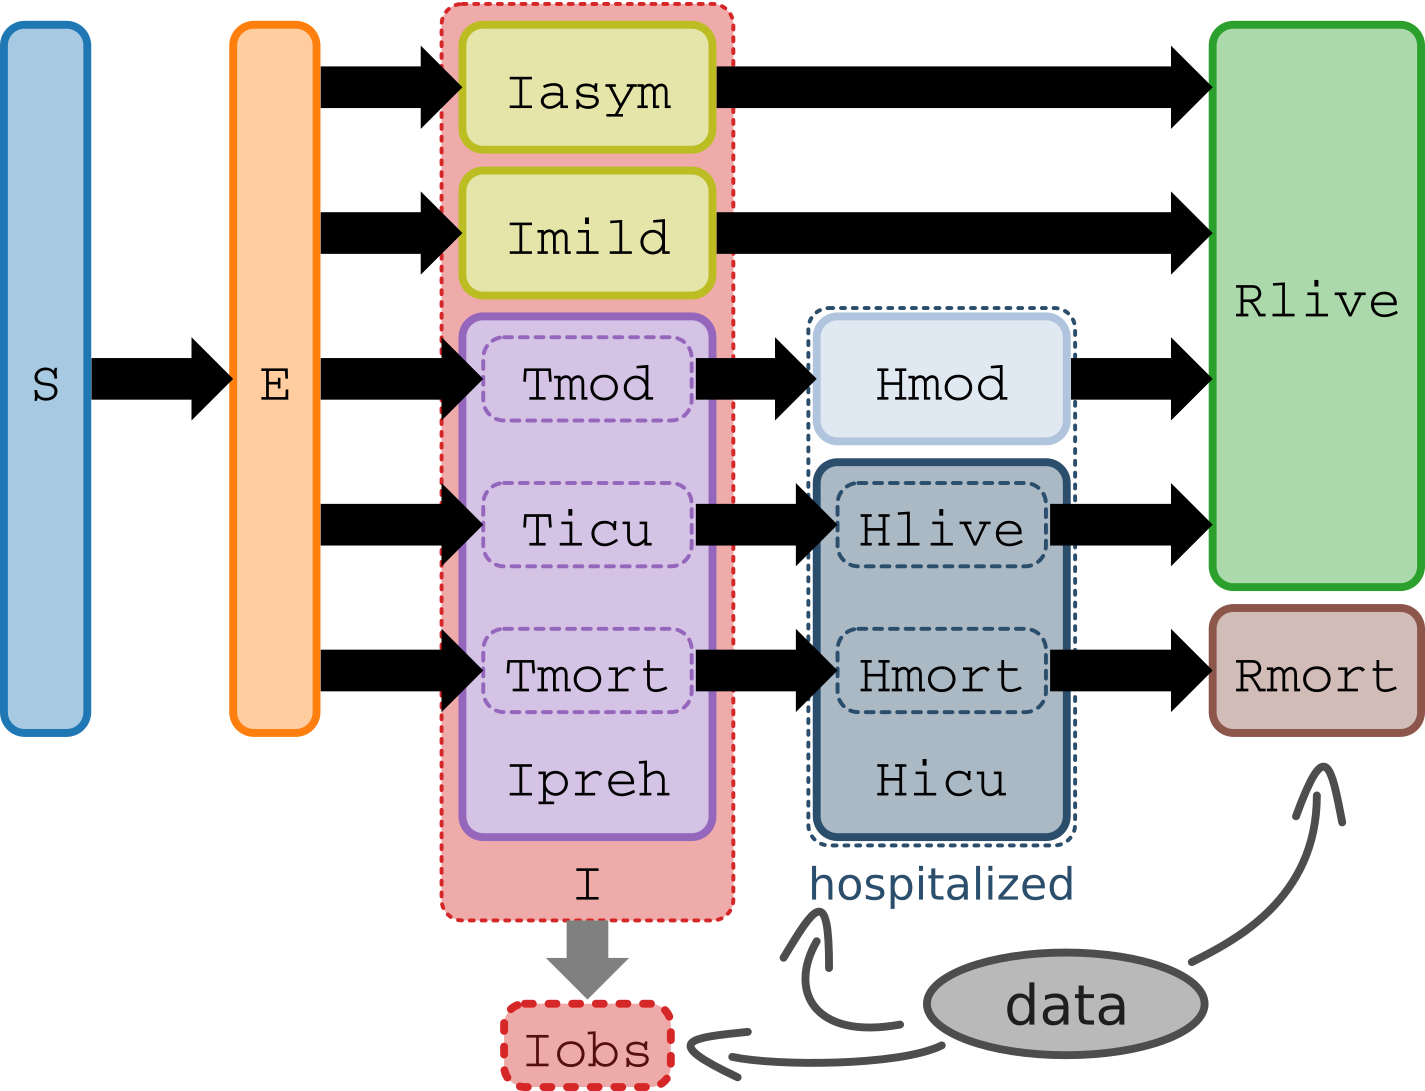 Iasym
Imild
Rlive
S
E
Tmod
Hmod
Ticu
Hlive
Tmort
Hmort
Rmort
Ipreh
Hicu
I
hospitalized
data
Iobs